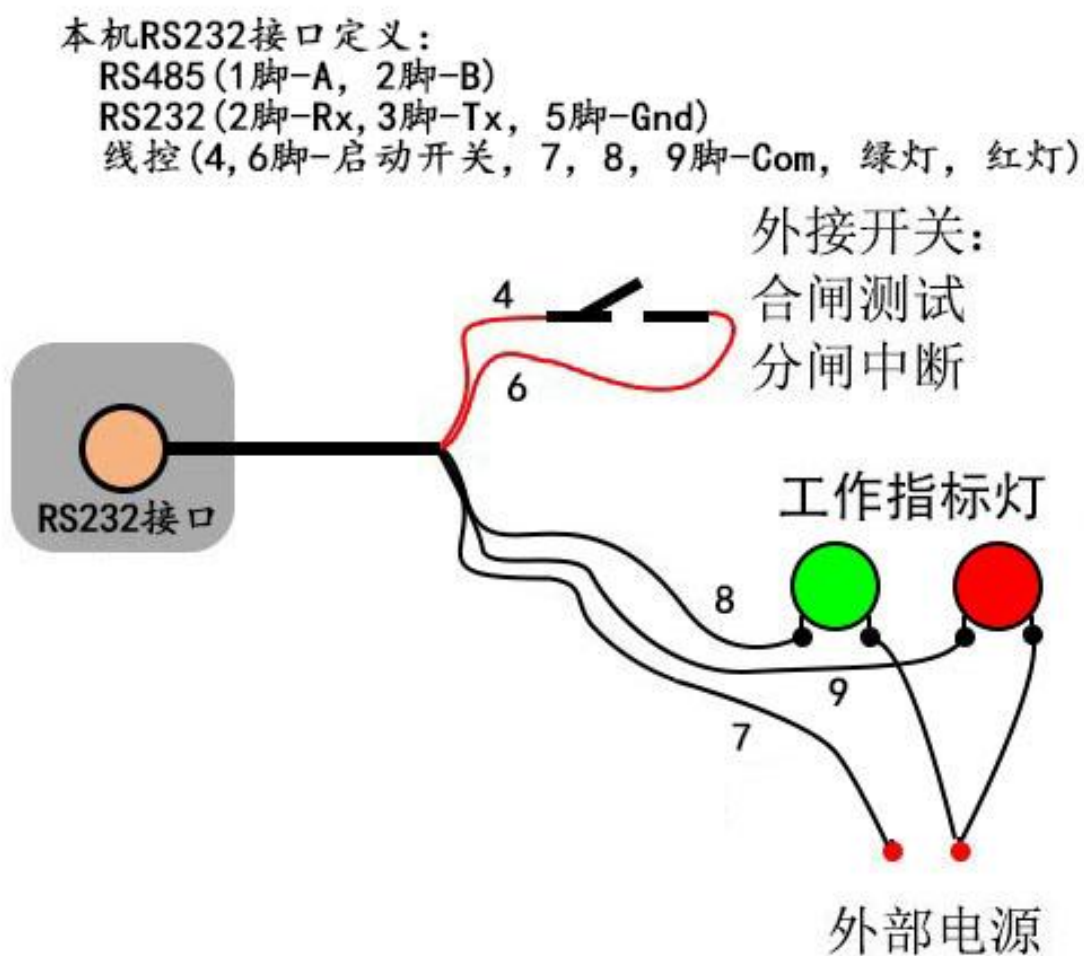 本机RS232接口定义：
RS485(1脚-A, 2脚-B)
RS232(2脚-Rx,3脚-Tx, 5脚-Gnd)
线控(4,6脚-启动开关, 7, 8, 9脚-Com, 绿灯, 红灯)
外接开关：
合闸测试
分闸中断
4
6
RS232接口
工作指标灯
8
9
7
外部电源